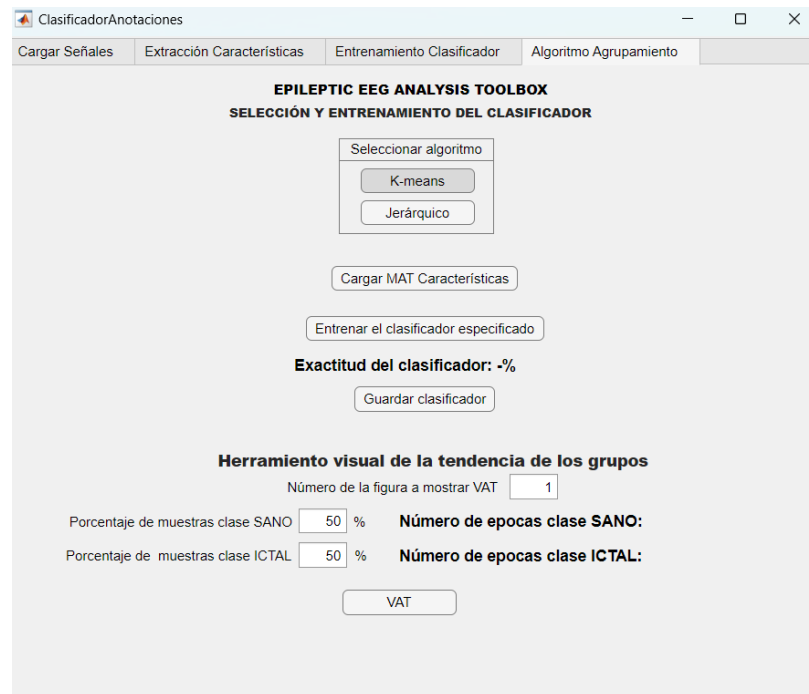 ClasificadorAnotaciones
Cargar Señales Extracción Características Entrenamiento Clasificador Algoritmo Agrupamiento
EPILEPTIC EEG ANALYSIS TOOLBOX
SELECCIÓN Y ENTRENAMIENTO DEL CLASIFICADOR
Seleccionar algoritmo
K-means
Jerárquico
Cargar MAT Características
Entrenar el clasificador especificado
Exactitud del clasificador: -%
Guardar clasificador
Herramiento visual de la tendencia de los grupos
Número de la figura a mostrar VAT 1
Porcentaje de muestras clase SANO 50 % Número de epocas clase SANO:
Porcentaje de muestras clase ICTAL 50 % Número de epocas clase ICTAL:
VAT